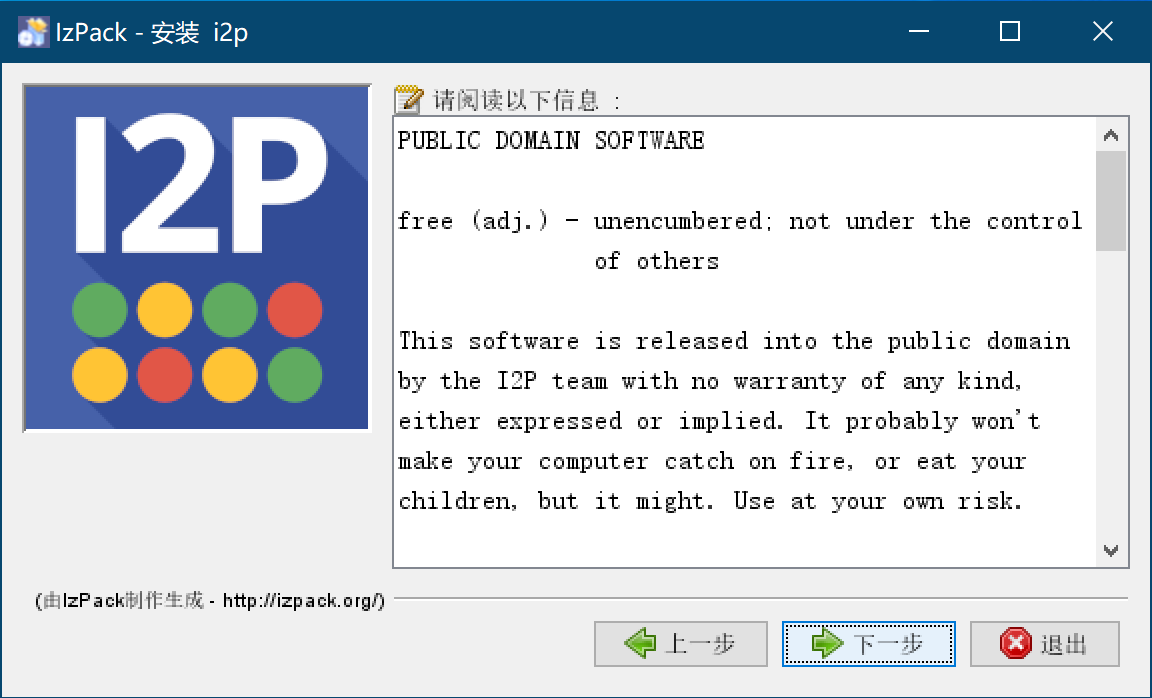 IzPack - 安装 i2p
I2P
请阅读以下信息 :
PUBLIC DOMAIN SOFTWARE
free (adj.) - unencumbered; not under the control
of others
This software is released into the public domain
by the I2P team with no warranty of any kind,
either expressed or implied. It probably won't
make your computer catch on fire, or eat your
children, but it might. Use at your own risk.
(由IzPack制作生成 - http://izpack.org/)
上一步
下一步
退出